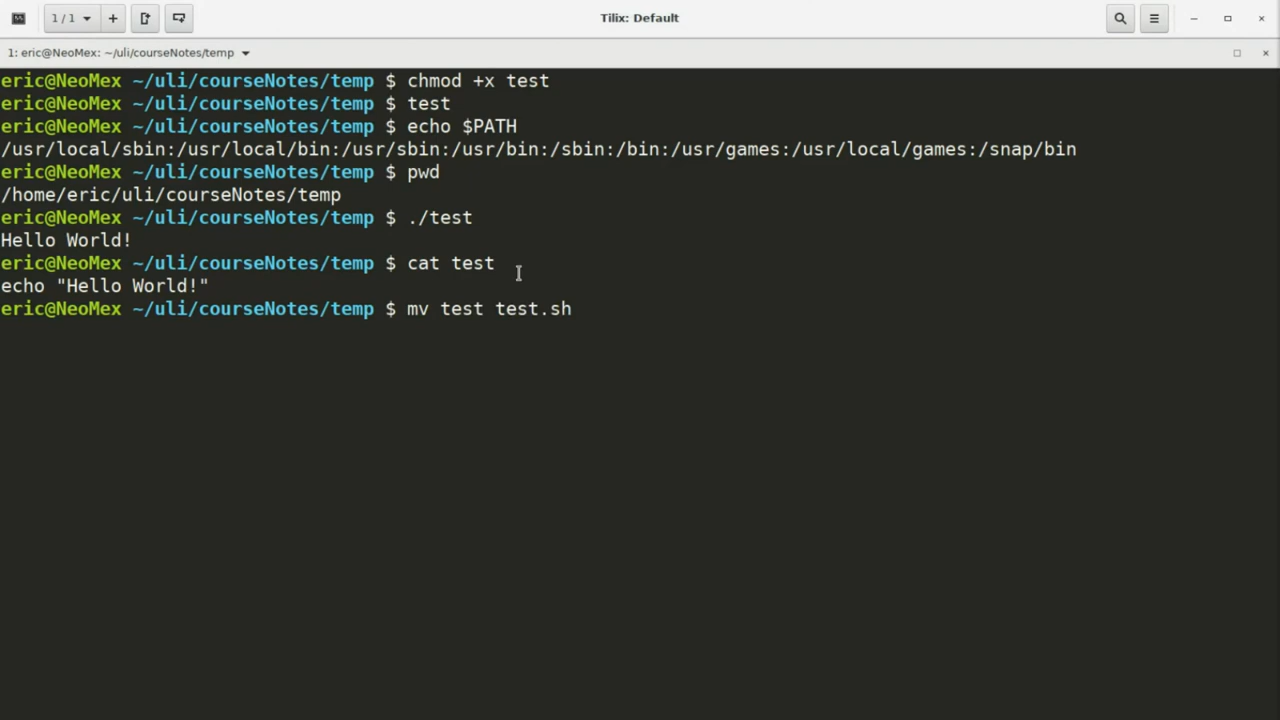 1 / 1
Tilix: Default
1: eric@NeoMex: ~/uli/courseNotes/temp
eric@NeoMex ~/uli/courseNotes/temp $ chmod +x test
eric@NeoMex ~/uli/courseNotes/temp $ test
eric@NeoMex ~/uli/courseNotes/temp $ echo $PATH
/usr/local/sbin:/usr/local/bin:/usr/sbin:/usr/bin:/sbin:/bin:/usr/games:/usr/local/games:/snap/bin
eric@NeoMex ~/uli/courseNotes/temp $ pwd
/home/eric/uli/courseNotes/temp
eric@NeoMex ~/uli/courseNotes/temp $ ./test
Hello World!
eric@NeoMex ~/uli/courseNotes/temp $ cat test
echo "Hello World!"
eric@NeoMex ~/uli/courseNotes/temp $ mv test test.sh